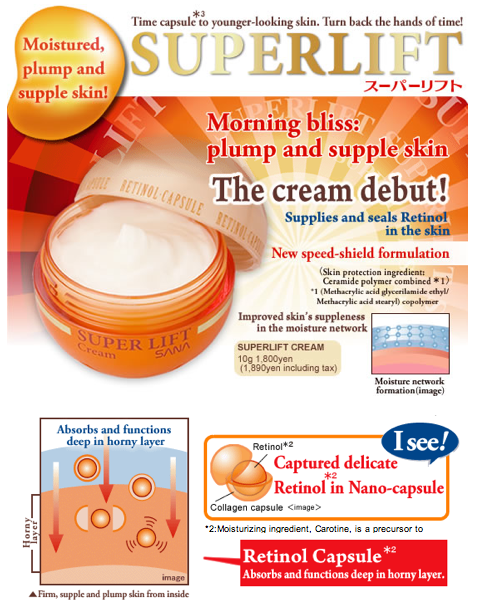 Time capsule*3 to younger-looking skin. Turn back the hands of time!
Moistured,
plump and
supple skin!
SUPERLIFT
スーパーリフト
SUPERLIFT
Morning bliss:
plump and supple skin
The cream debut!
Supplies and seals Retinol
in the skin
New speed-shield formulation
(Skin protection ingredient:
Ceramide polymer combined *1)
*1 (Methacrylic acid glycerilamide ethyl/
Methacrylic acid stearyl) copolymer
RETINOL-CAPSULE
SUPER LIFT
Cream
SANA
Improved skin's suppleness
in the moisture network
SUPERLIFT CREAM
10g 1,800yen
(1,890yen including tax)
Moisture network
formation(image)
Absorbs and functions
deep in horny layer
Horny
layer
image
▲Firm, supple and plump skin from inside
I see!
Retinol*2
Captured delicate
Retinol*2 in Nano-capsule
Collagen capsule <image>
*2:Moisturizing ingredient, Carotine, is a precursor to
Retinol Capsule*2
Absorbs and functions deep in horny layer.